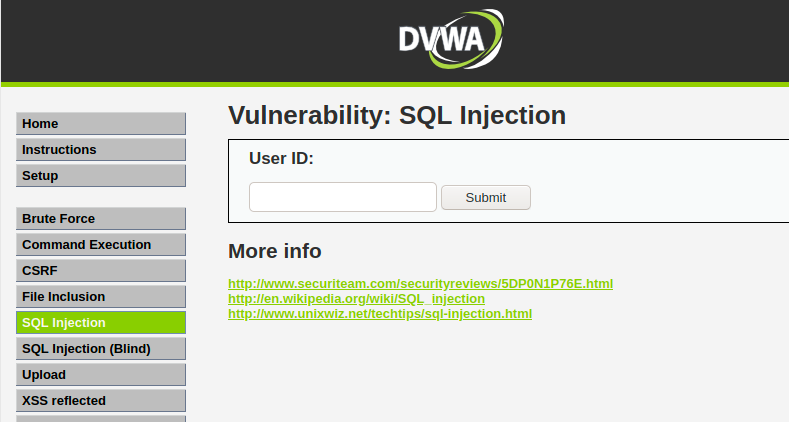 DVWA
Home
Instructions
Setup
Brute Force
Command Execution
CSRF
File Inclusion
SQL Injection
SQL Injection (Blind)
Upload
XSS reflected
Vulnerability: SQL Injection
User ID:
Submit
More info
http://www.securiteam.com/securityreviews/5DP0N1P76E.html
http://en.wikipedia.org/wiki/SQL_injection
http://www.unixwiz.net/techtips/sql-injection.html